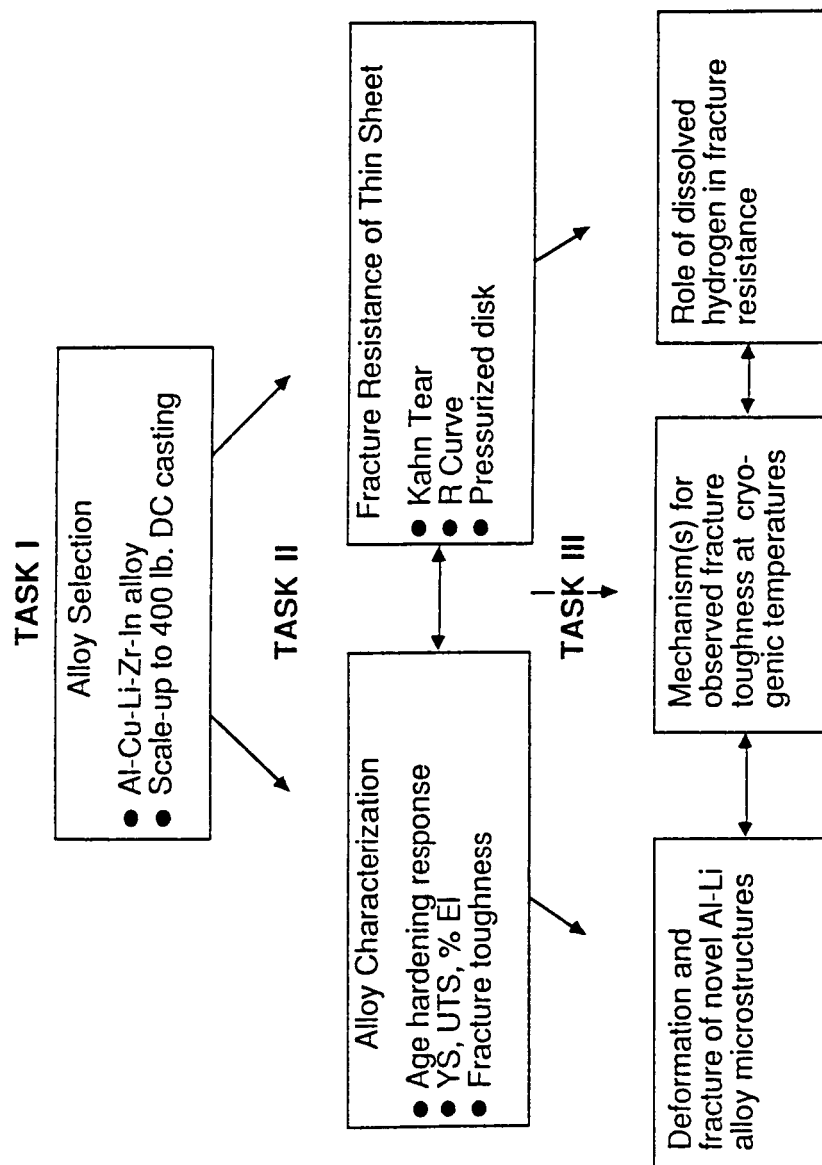 TASK I
Alloy Selection
● Al-Cu-Li-Zr-In alloy
● Scale-up to 400 lb. DC casting
TASK II
Alloy Characterization
● Age hardening response
● YS, UTS, % El
● Fracture toughness
Fracture Resistance of Thin Sheet
● Kahn Tear
● R Curve
● Pressurized disk
TASK III
Deformation and
fracture of novel Al-Li
alloy microstructures
Mechanism(s) for
observed fracture
toughness at cryo-
genic temperatures
Role of dissolved
hydrogen in fracture
resistance